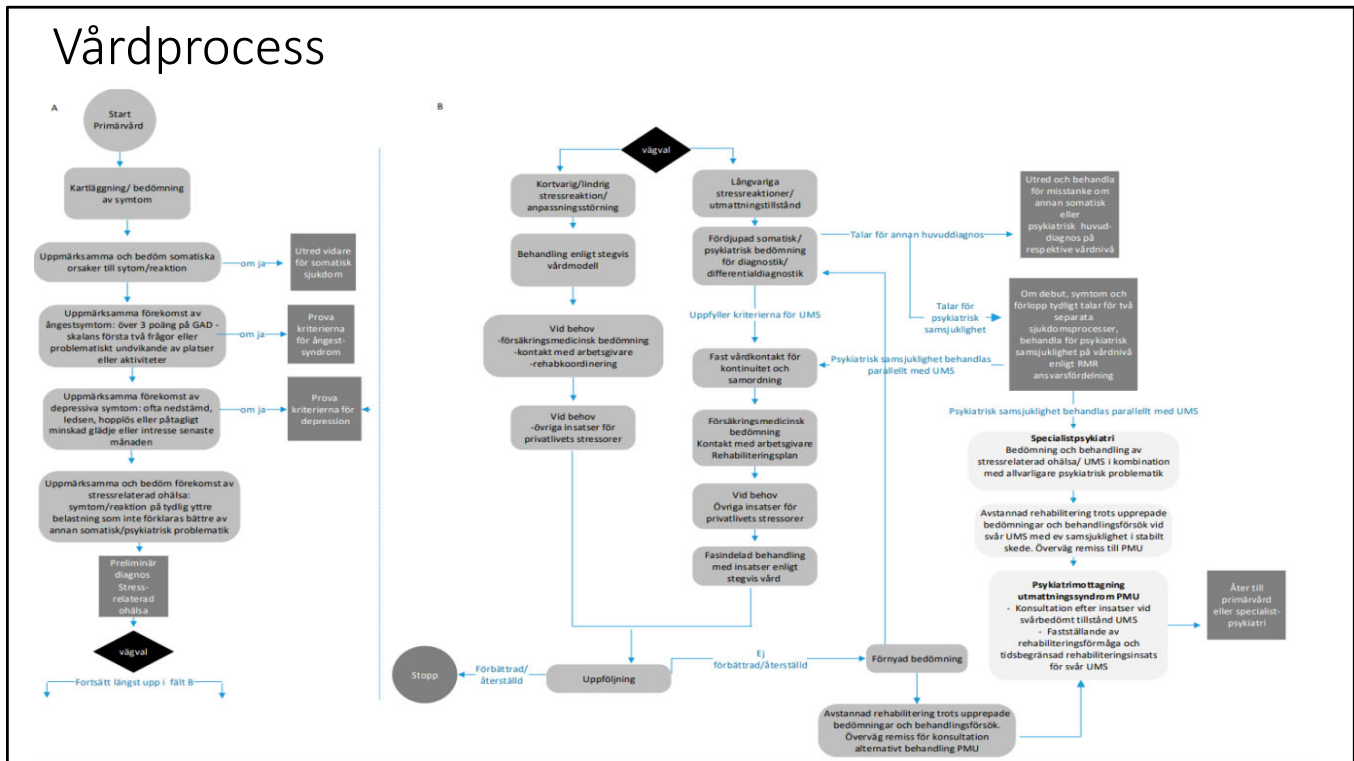 Vårdprocess
A
Start
Primärvård
Kartläggning/ bedömning
av symtom
Uppmärksamma och bedöm somatiska
orsaker till sytom/reaktion
om ja
Utred vidare
för somatisk
sjukdom
Uppmärksamma förekomst av
ångestsymtom: över 3 poäng på GAD -
skalans första två frågor eller
problematiskt undvikande av platser
eller aktiviteter
om ja
Prova
kriterierna
för ångest-
syndrom
Uppmärksamma förekomst av
depressiva symtom: ofta nedstämd,
ledsen, hopplös eller påtagligt
minskad glädje eller intresse senaste
månaden
om ja
Prova
kriterierna för
depression
Uppmärksamma och bedöm förekomst av
stressrelaterad ohälsa:
symtom/reaktion på tydlig yttre
belastning som inte förklaras bättre av
annan somatisk/psykiatrisk problematik
Preliminär
diagnos
Stress-
relaterad
ohälsa
vägval
Fortsätt längst upp i fält B
B
vägval
Kortvarig/lindrig
stressreaktion/
anpassningsstörning
Behandling enligt stegvis
vårdmodell
Vid behov
-försäkringsmedicinsk bedömning
-kontakt med arbetsgivare
-rehabkoordinering
Vid behov
-övriga insatser för
privatlivets stressorer
Långvariga
stressreaktioner/
utmattningstillstånd
Fördjupad somatisk/
psykiatrisk bedömning
för diagnostik/
differentialdiagnostik
Talar för annan huvuddiagnos
Utred och behandla
för misstanke om
annan somatisk
eller
psykiatrisk huvud-
diagnos på
respektive vårdnivå
Talar för
psykiatrisk
samsjuklighet
Om debut, symtom och
förlopp tydligt talar för två
separata
sjukdomsprocesser,
behandla för psykiatrisk
samsjuklighet på vårdnivå
enligt RMR
ansvarsfördelning
Uppfyller kriterierna för UMS
Psykiatrisk samsjuklighet behandlas
parallellt med UMS
Fast vårdkontakt för
kontinuitet och
samordning
Försäkringsmedicinsk
bedömning
Kontakt med arbetsgivare
Rehabiliteringsplan
Vid behov
Övriga insatser för
privatlivets stressorer
Fasindelad behandling
med insatser enligt
stegvis vård
Psykiatrisk samsjuklighet behandlas parallellt med UMS
Specialistpsykiatri
Bedömning och behandling av
stressrelaterad ohälsa/ UMS i kombination
med allvarligare psykiatrisk problematik
Avstannad rehabilitering trots upprepade
bedömningar och behandlingsförsök vid
svår UMS med ev samsjuklighet i stabilt
skede. Överväg remiss till PMU
Psykiatrimottagning
utmattningssyndrom PMU
- Konsultation efter insatser vid
svårbedömt tillstånd UMS
- Fastställande av
rehabiliteringsförmåga och
tidsbegränsad rehabiliteringsinsats
för svår UMS
Åter till
primärvård
eller specialist-
psykiatri
Stopp
Förbättrad/
återställd
Uppföljning
Ej
förbättrad/återställd
Förnyad bedömning
Avstannad rehabilitering trots upprepade
bedömningar och behandlingsförsök.
Överväg remiss för konsultation
alternativt behandling PMU